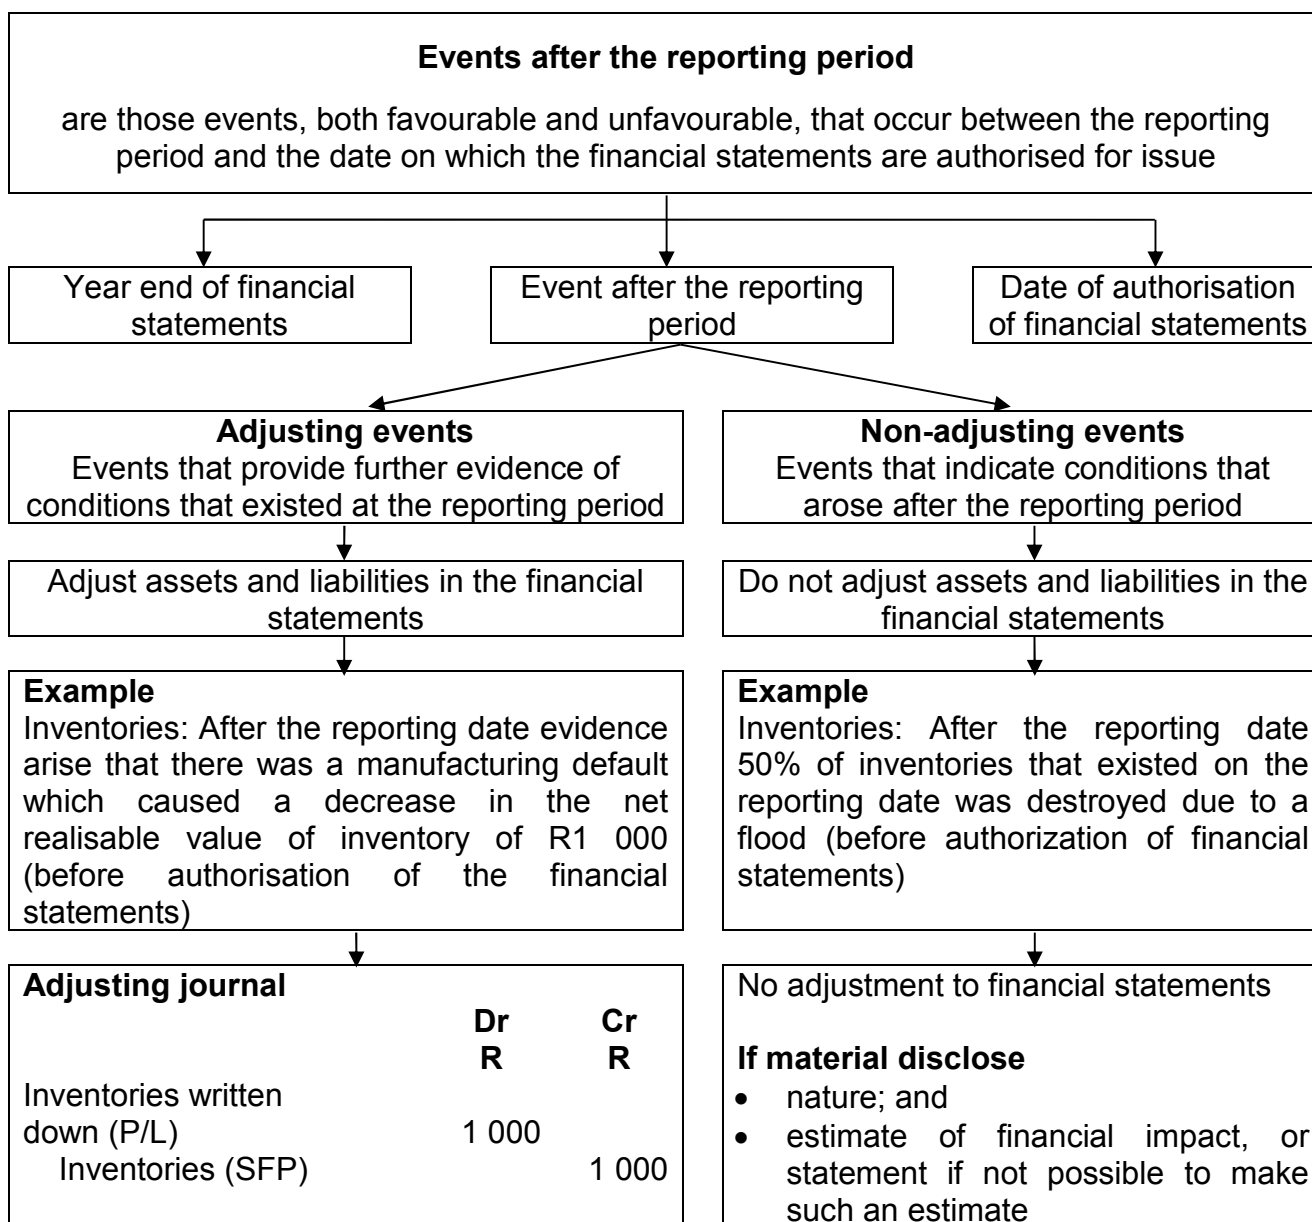 Events after the reporting period
are those events, both favourable and unfavourable, that occur between the reporting
period and the date on which the financial statements are authorised for issue
Year end of financial
statements
Event after the reporting
period
Date of authorisation
of financial statements
Adjusting events
Events that provide further evidence of
conditions that existed at the reporting period
Non-adjusting events
Events that indicate conditions that
arose after the reporting period
Adjust assets and liabilities in the financial
statements
Do not adjust assets and liabilities in the
financial statements
Example
Inventories: After the reporting date evidence
arise that there was a manufacturing default
which caused a decrease in the net
realisable value of inventory of R1 000
(before authorisation of the financial
statements)
Example
Inventories: After the reporting date
50% of inventories that existed on the
reporting date was destroyed due to a
flood (before authorization of financial
statements)
Adjusting journal
Dr Cr
R R
Inventories written
down (P/L) 1 000
Inventories (SFP) 1 000
No adjustment to financial statements
If material disclose
• nature; and
• estimate of financial impact, or
statement if not possible to make
such an estimate